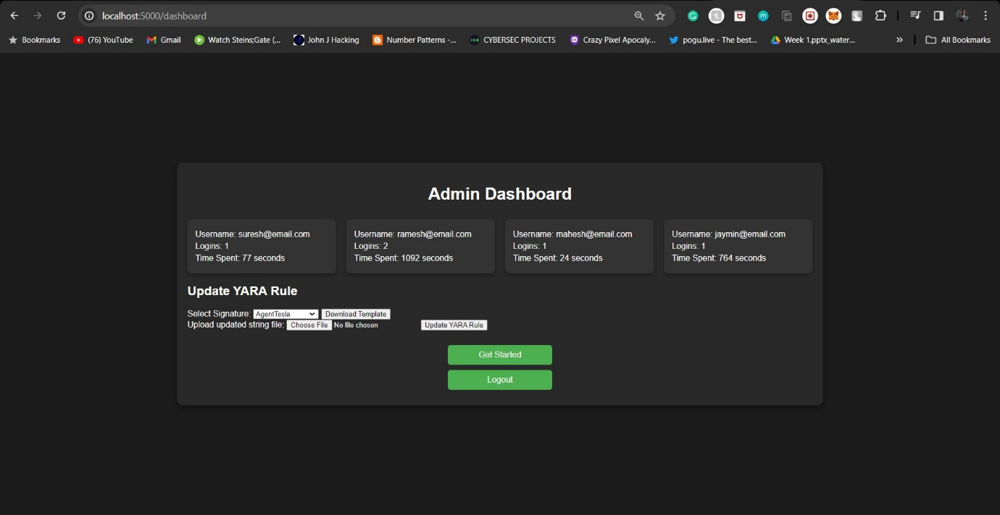 localhost:5000/dashboard
Bookmarks (76) YouTube Gmail Watch Steins;Gate (... John J Hacking Number Patterns -... CYBERSEC PROJECTS Crazy Pixel Apocaly... pogu.live - The best... Week 1.pptx_water... » All Bookmarks
Admin Dashboard
Username: suresh@email.com
Logins: 1
Time Spent: 77 seconds
Username: ramesh@email.com
Logins: 2
Time Spent: 1092 seconds
Username: mahesh@email.com
Logins: 1
Time Spent: 24 seconds
Username: jaymin@email.com
Logins: 1
Time Spent: 764 seconds
Update YARA Rule
Select Signature: AgentTesla Download Template
Upload updated string file: Choose File No file chosen Update YARA Rule
Get Started
Logout